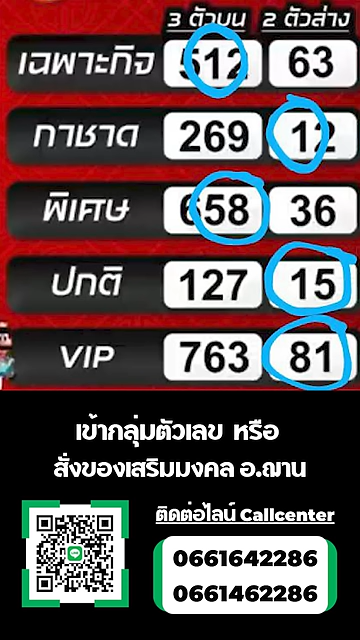 3 ตัวบน 2 ตัวล่าง
เฉพาะกิจ 512 63
กาชาด 269 12
พิเศษ 658 36
ปกติ 127 15
VIP 763 81
เข้ากลุ่มตัวเลข หรือ
สั่งของเสริมมงคล อ.ฌาน
ติดต่อไลน์ Callcenter
0661642286
0661462286